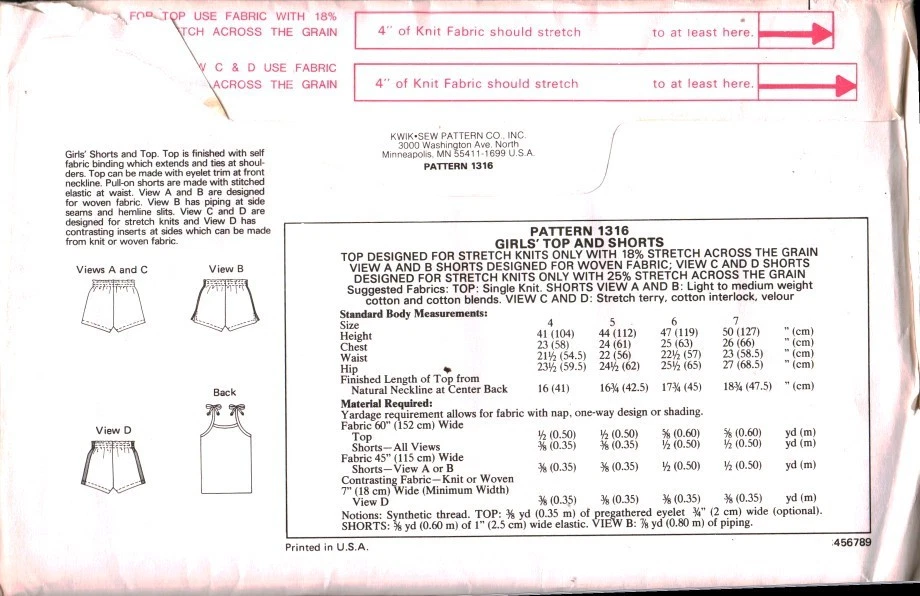 FOR TOP USE FABRIC WITH 18%
TCH ACROSS THE GRAIN
4" of Knit Fabric should stretch to at least here.
W C & D USE FABRIC
ACROSS THE GRAIN
4" of Knit Fabric should stretch to at least here.
KWIK•SEW PATTERN CO., INC.
3000 Washington Ave. North
Minneapolis, MN 55411-1699 U.S.A.
PATTERN 1316
Girls' Shorts and Top. Top is finished with self
fabric binding which extends and ties at shoul-
ders. Top can be made with eyelet trim at front
neckline. Pull-on shorts are made with stitched
elastic at waist. View A and B are designed
for woven fabric. View B has piping at side
seams and hemline slits. View C and D are
designed for stretch knits and View D has
contrasting inserts at sides which can be made
from knit or woven fabric.
Views A and C
View B
Back
View D
PATTERN 1316
GIRLS' TOP AND SHORTS
TOP DESIGNED FOR STRETCH KNITS ONLY WITH 18% STRETCH ACROSS THE GRAIN
VIEW A AND B SHORTS DESIGNED FOR WOVEN FABRIC; VIEW C AND D SHORTS
DESIGNED FOR STRETCH KNITS ONLY WITH 25% STRETCH ACROSS THE GRAIN
Suggested Fabrics: TOP: Single Knit. SHORTS VIEW A AND B: Light to medium weight
cotton and cotton blends. VIEW C AND D: Stretch terry, cotton interlock, velour
Standard Body Measurements:
Size 4 5 6 7
Height 41 (104) 44 (112) 47 (119) 50 (127) " (cm)
Chest 23 (58) 24 (61) 25 (63) 26 (66) " (cm)
Waist 21½ (54.5) 22 (56) 22½ (57) 23 (58.5) " (cm)
Hip 23½ (59.5) 24½ (62) 25½ (65) 27 (68.5) " (cm)
Finished Length of Top from
Natural Neckline at Center Back 16 (41) 16¾ (42.5) 17¾ (45) 18¾ (47.5) " (cm)
Material Required:
Yardage requirement allows for fabric with nap, one-way design or shading.
Fabric 60" (152 cm) Wide
Top ½ (0.50) ½ (0.50) ⅝ (0.60) ⅝ (0.60) yd (m)
Shorts—All Views ⅜ (0.35) ⅜ (0.35) ½ (0.50) ½ (0.50) yd (m)
Fabric 45" (115 cm) Wide
Shorts—View A or B ⅜ (0.35) ⅜ (0.35) ½ (0.50) ½ (0.50) yd (m)
Contrasting Fabric—Knit or Woven
7" (18 cm) Wide (Minimum Width)
View D ⅜ (0.35) ⅜ (0.35) ⅜ (0.35) ⅜ (0.35) yd (m)
Notions: Synthetic thread. TOP: ⅜ yd (0.35 m) of pregathered eyelet ¾" (2 cm) wide (optional).
SHORTS: ⅝ yd (0.60 m) of 1" (2.5 cm) wide elastic. VIEW B: ⅞ yd (0.80 m) of piping.
Printed in U.S.A.
456789